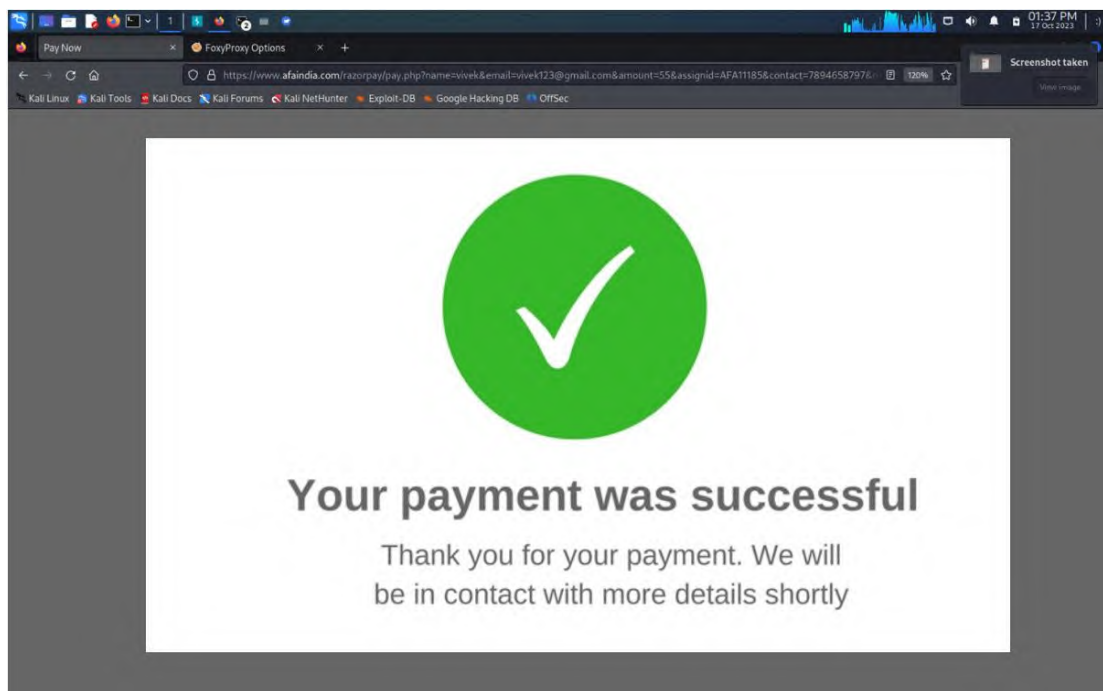 1
2
01:37 PM
17 Oct 2023
Pay Now
FoxyProxy Options
Screenshot taken
View image
https://www.afaindia.com/razorpay/pay.php?name=vivek&email=vivek123@gmail.com&amount=55&assignid=AFA11185&contact=7894658797&
120%
Kali Linux Kali Tools Kali Docs Kali Forums Kali NetHunter Exploit-DB Google Hacking DB OffSec
Your payment was successful
Thank you for your payment. We will
be in contact with more details shortly